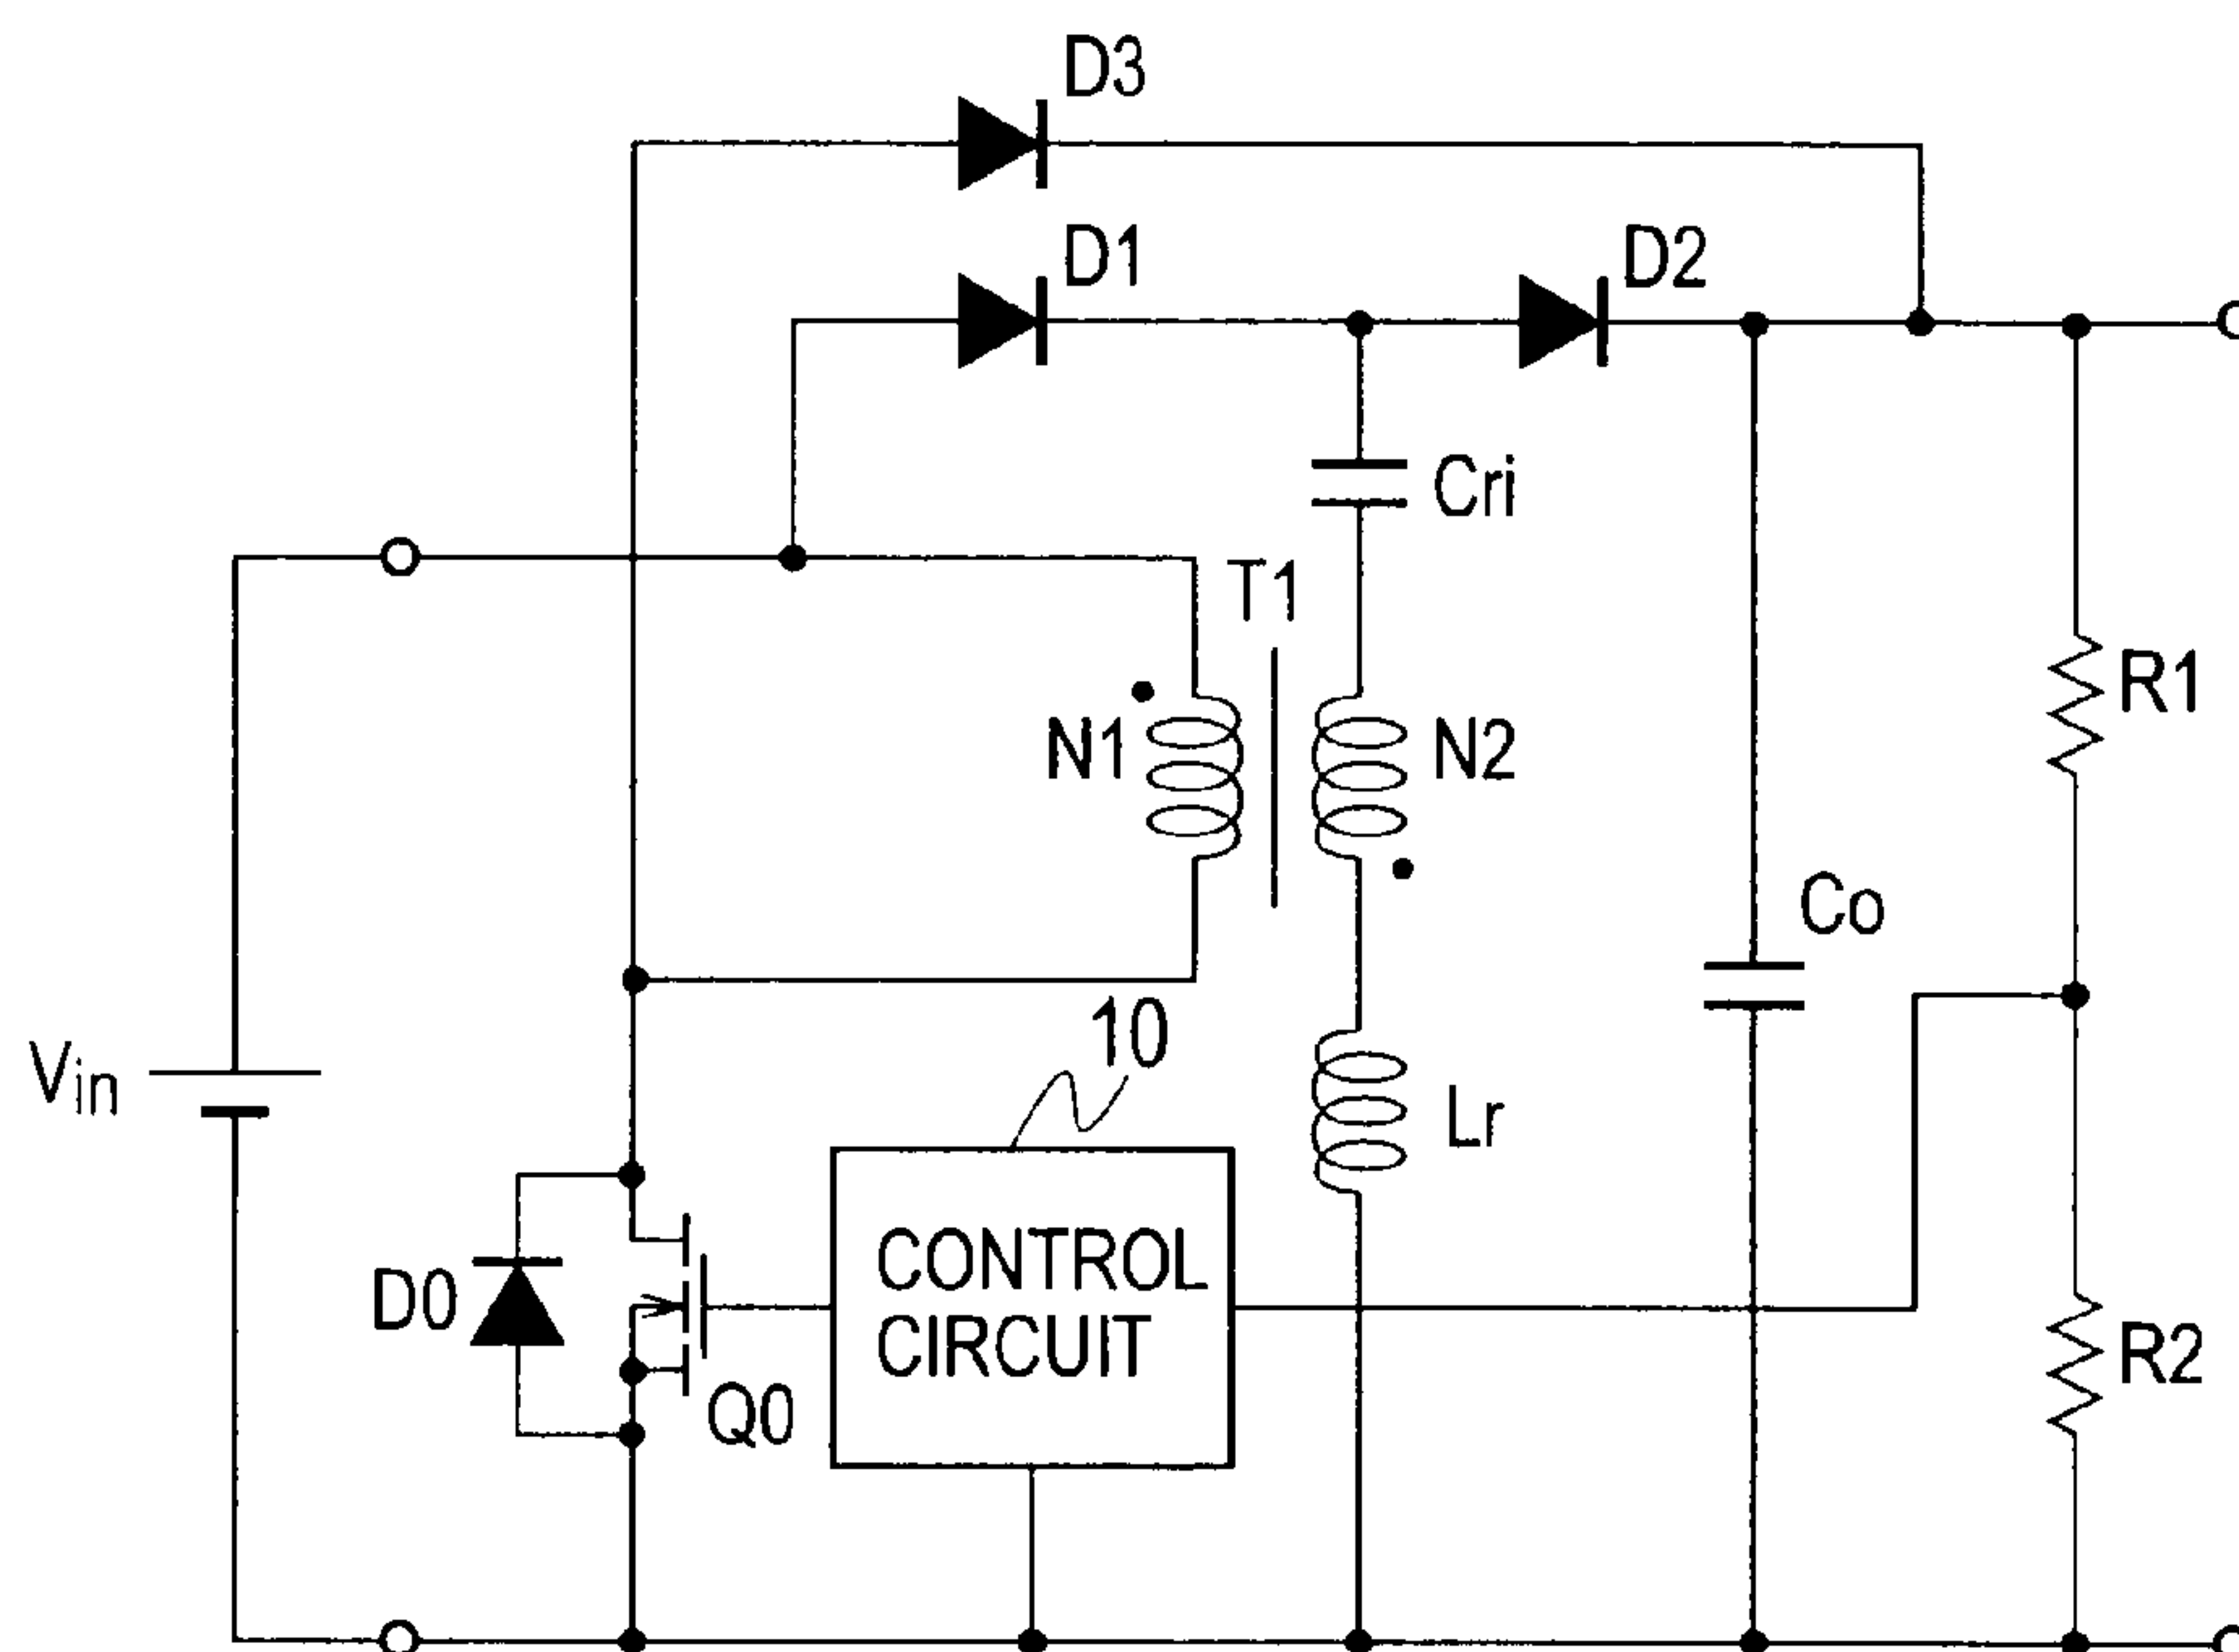 D3
D1
D2
Cri
T1
N1
N2
R1
Co
10
Vin
Lr
D0
CONTROL
CIRCUIT
Q0
R2